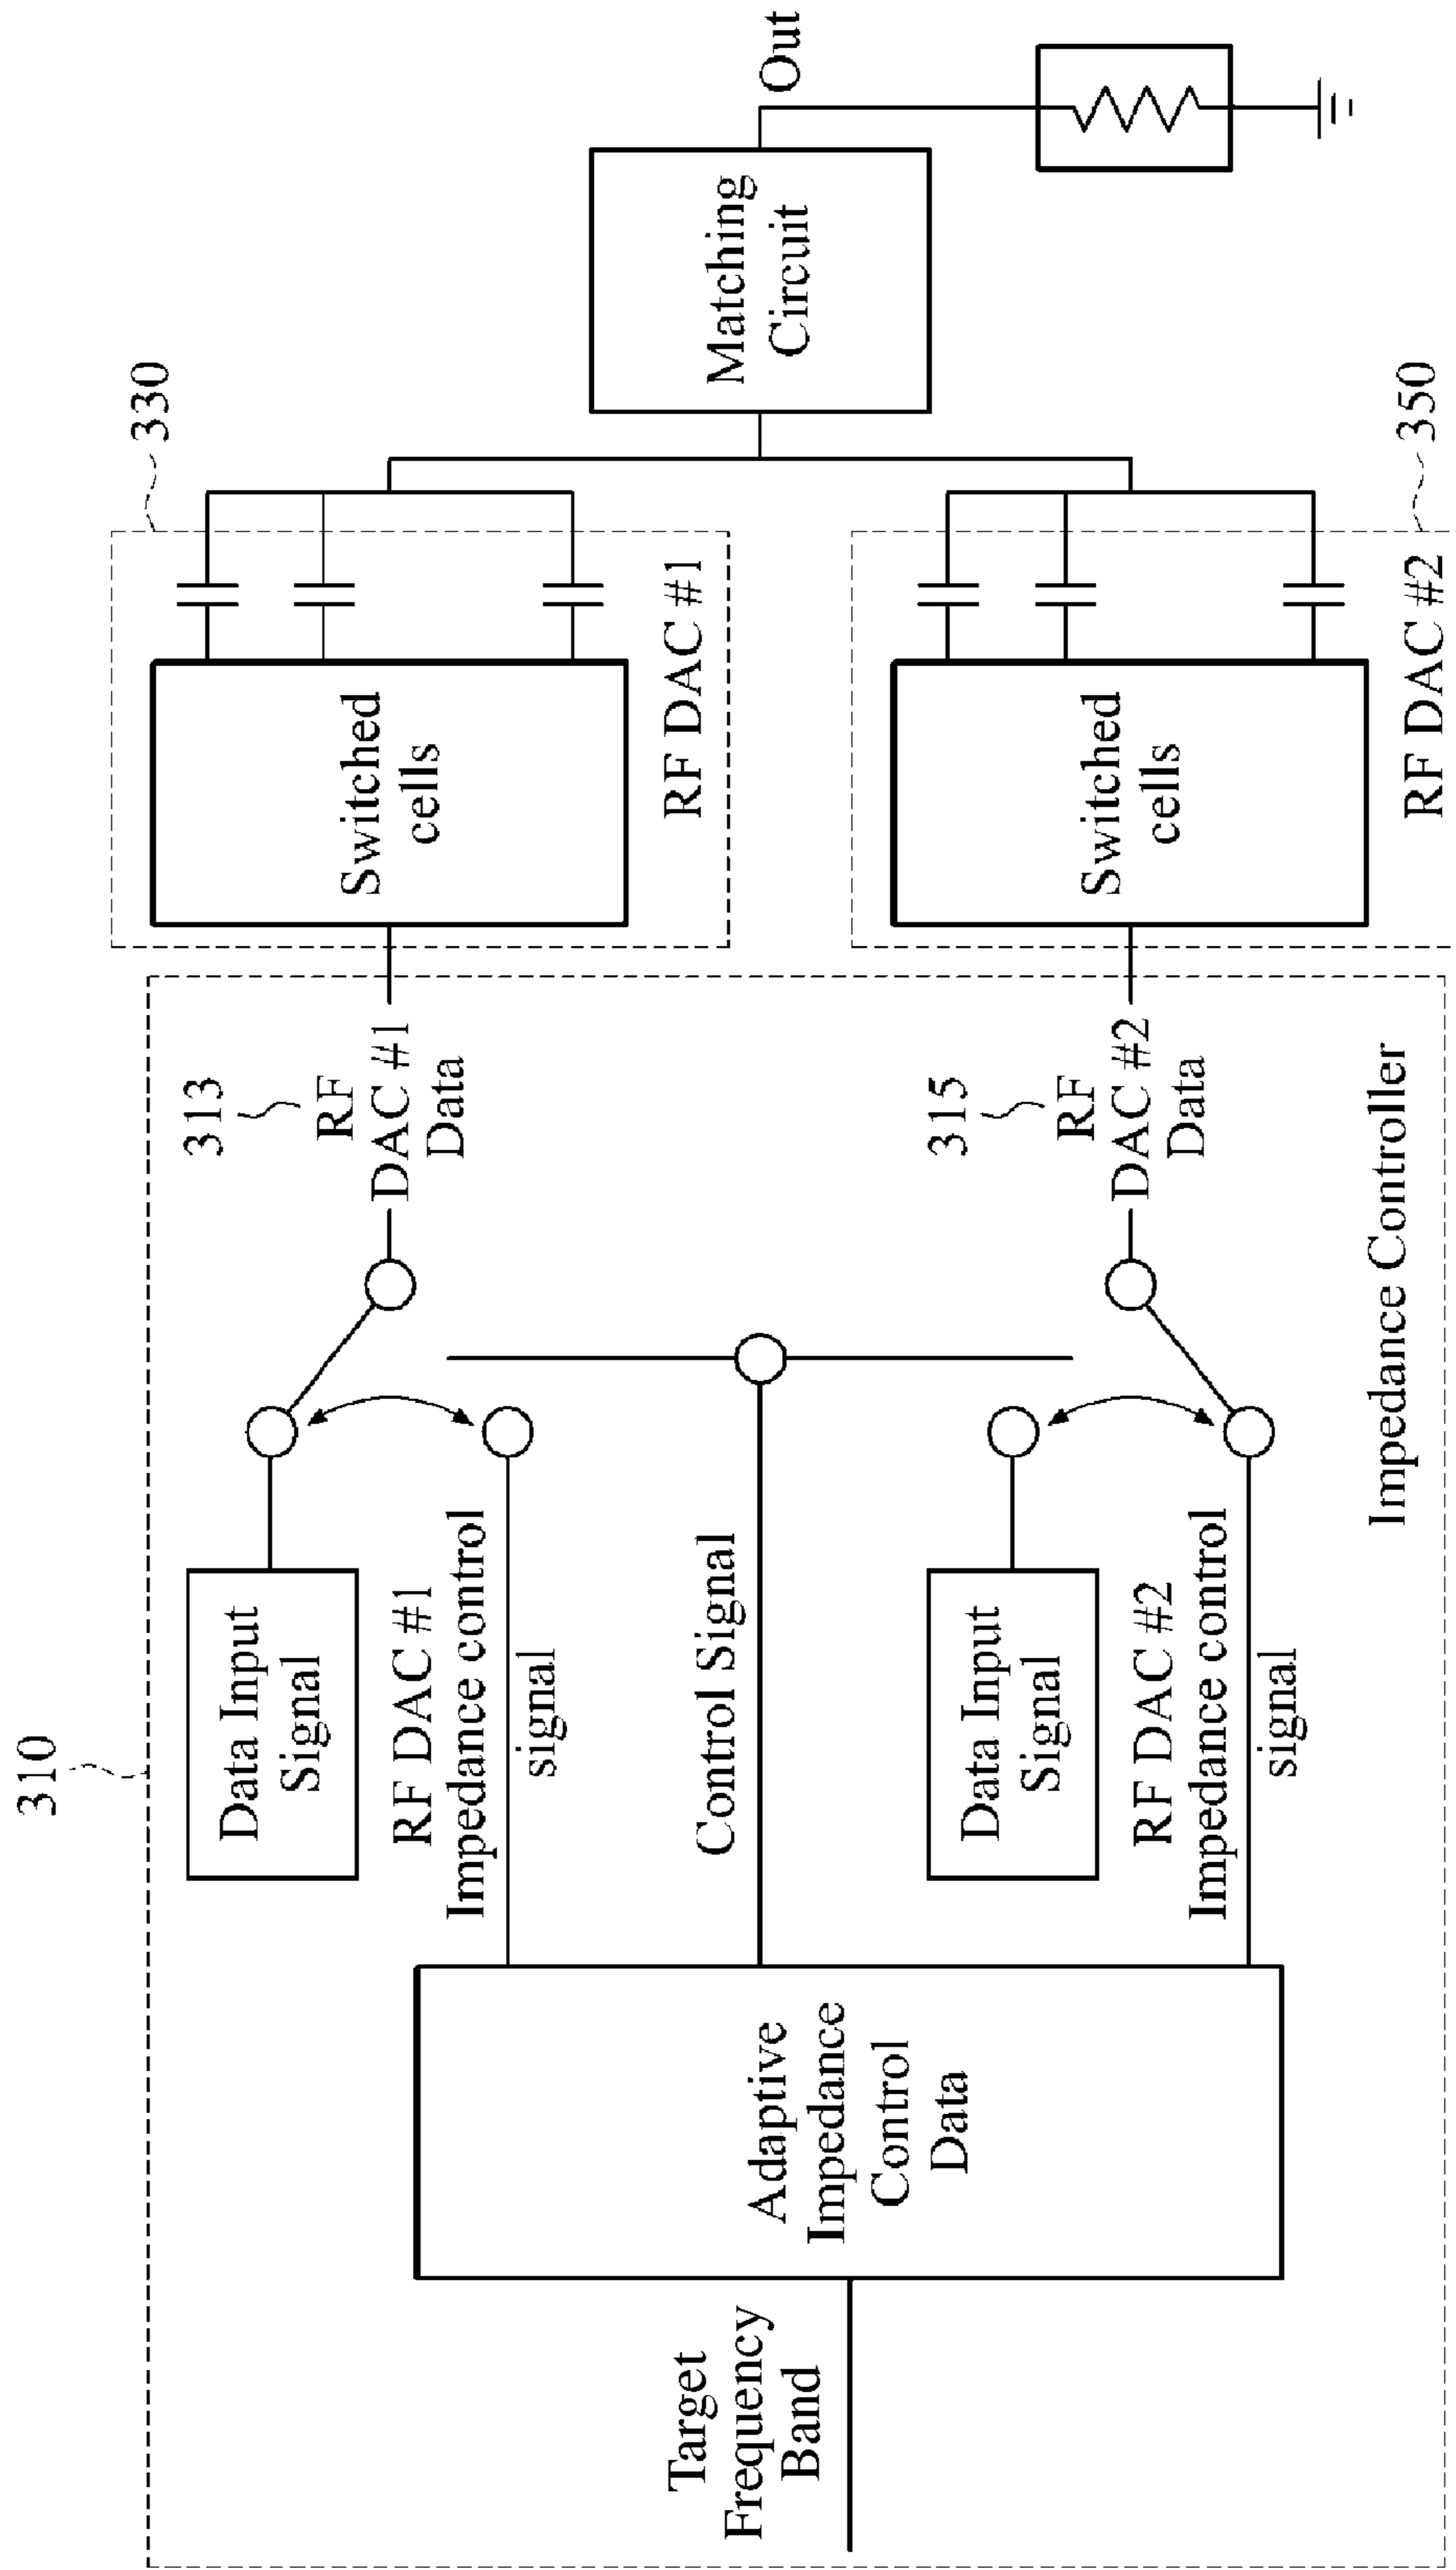 310
Target
Frequency
Band
Adaptive
Impedance
Control
Data
Data Input
Signal
RF DAC #1
Impedance control
signal
Control Signal
Data Input
Signal
RF DAC #2
Impedance control
signal
Impedance Controller
313
RF
DAC #1
Data
315
RF
DAC #2
Data
330
Switched
cells
RF DAC #1
350
Switched
cells
RF DAC #2
Matching
Circuit
Out